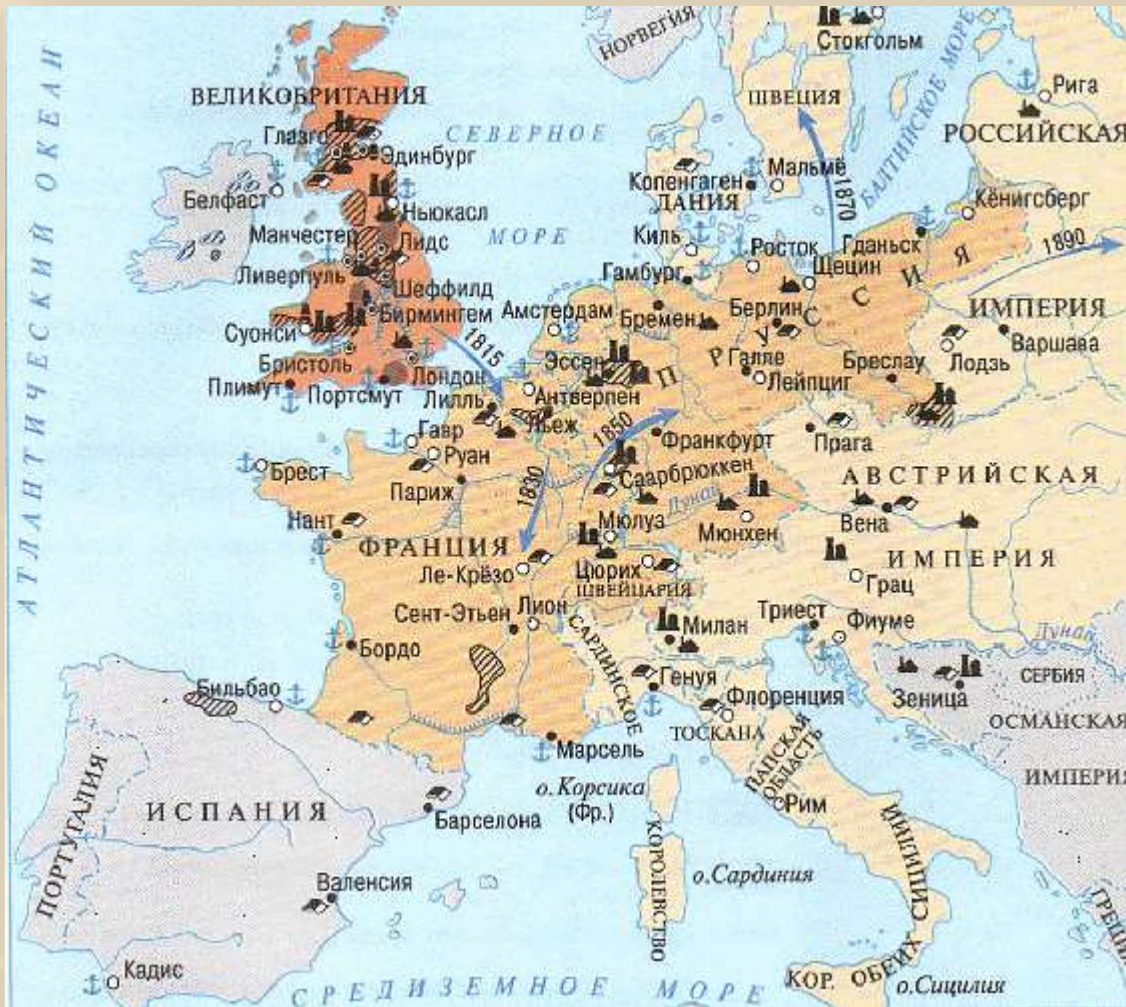 АТЛАНТИЧЕСКИЙ ОКЕАН
НОРВЕГИЯ
Стокгольм
БАЛТИЙСКОЕ МОРЕ
Рига
ВЕЛИКОБРИТАНИЯ
ШВЕЦИЯ
РОССИЙСКАЯ
Глазго
СЕВЕРНОЕ
Эдинбург
Мальмё
1870
Копенгаген
ДАНИЯ
Белфаст
Ньюкасл
Кёнигсберг
Манчестер
Лидс
МОРЕ
Киль
Росток
Гданьск
1890
Ливерпуль
Гамбург
Щецин
Шеффилд
Амстердам
Берлин
ПРУССИЯ
ИМПЕРИЯ
Суонси
Бирмингем
Бремен
Варшава
1815
Эссен
Галле
Бреслау
Лодзь
Бристоль
Лондон
Лейпциг
Плимут
Портсмут
Лилль
Антверпен
Льеж
1850
Гавр
Франкфурт
Прага
Руан
Брест
Саарбрюккен
АВСТРИЙСКАЯ
Париж
1830
Дунай
Вена
Нант
Мюлуз
Мюнхен
ФРАНЦИЯ
ИМПЕРИЯ
Ле-Крёзо
Цюрих
ШВЕЙЦАРИЯ
Грац
Сент-Этьен
Лион
Триест
Фиуме
Дунай
Бордо
САРДИНСКОЕ
Милан
СЕРБИЯ
Бильбао
Генуя
Флоренция
Зеница
ТОСКАНА
ОСМАНСКАЯ
Марсель
ПАПСКАЯ
ОБЛАСТЬ
ИМПЕРИЯ
о.Корсика
(Фр.)
ИСПАНИЯ
Рим
Барселона
ПОРТУГАЛИЯ
КОРОЛЕВСТВО
о.Сардиния
Валенсия
Кадис
КОР. ОБЕИХ
СИЦИЛИЙ
о.Сицилия
СРЕДИЗЕМНОЕ МОРЕ